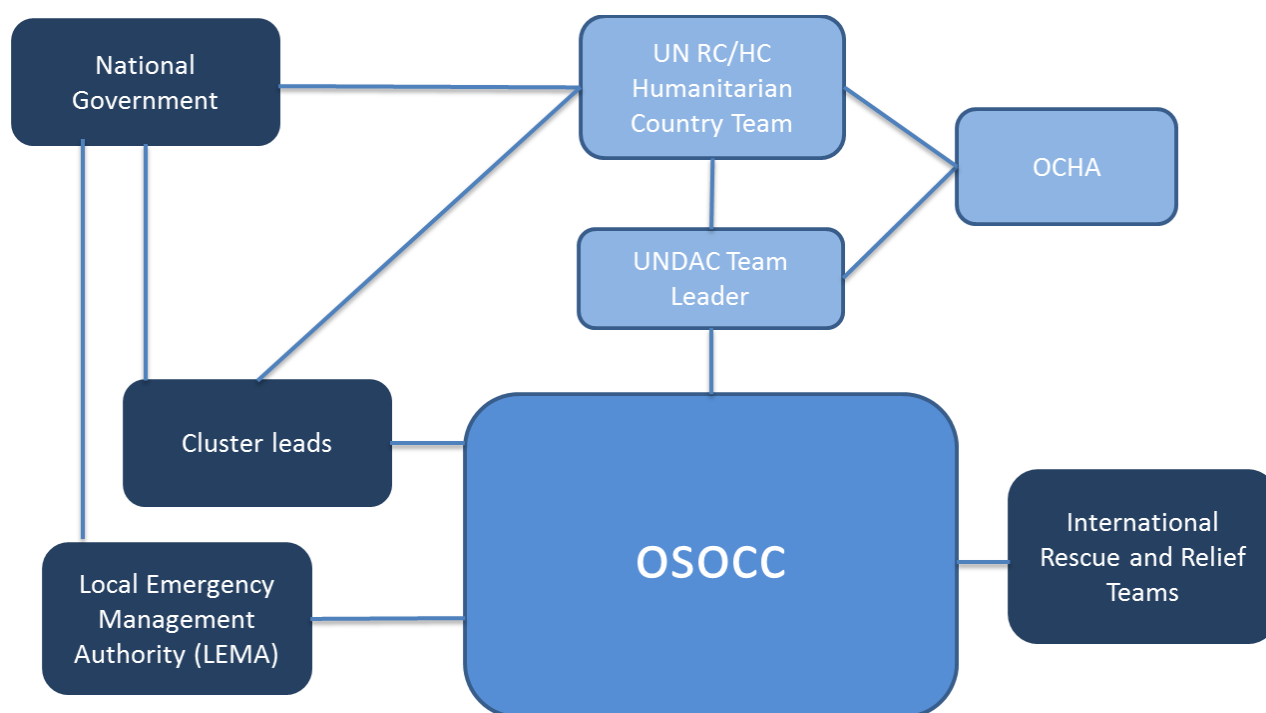 National
Government
UN RC/HC
Humanitarian
Country Team
OCHA
UNDAC Team
Leader
Cluster leads
OSOCC
International
Rescue and Relief
Teams
Local Emergency
Management
Authority (LEMA)